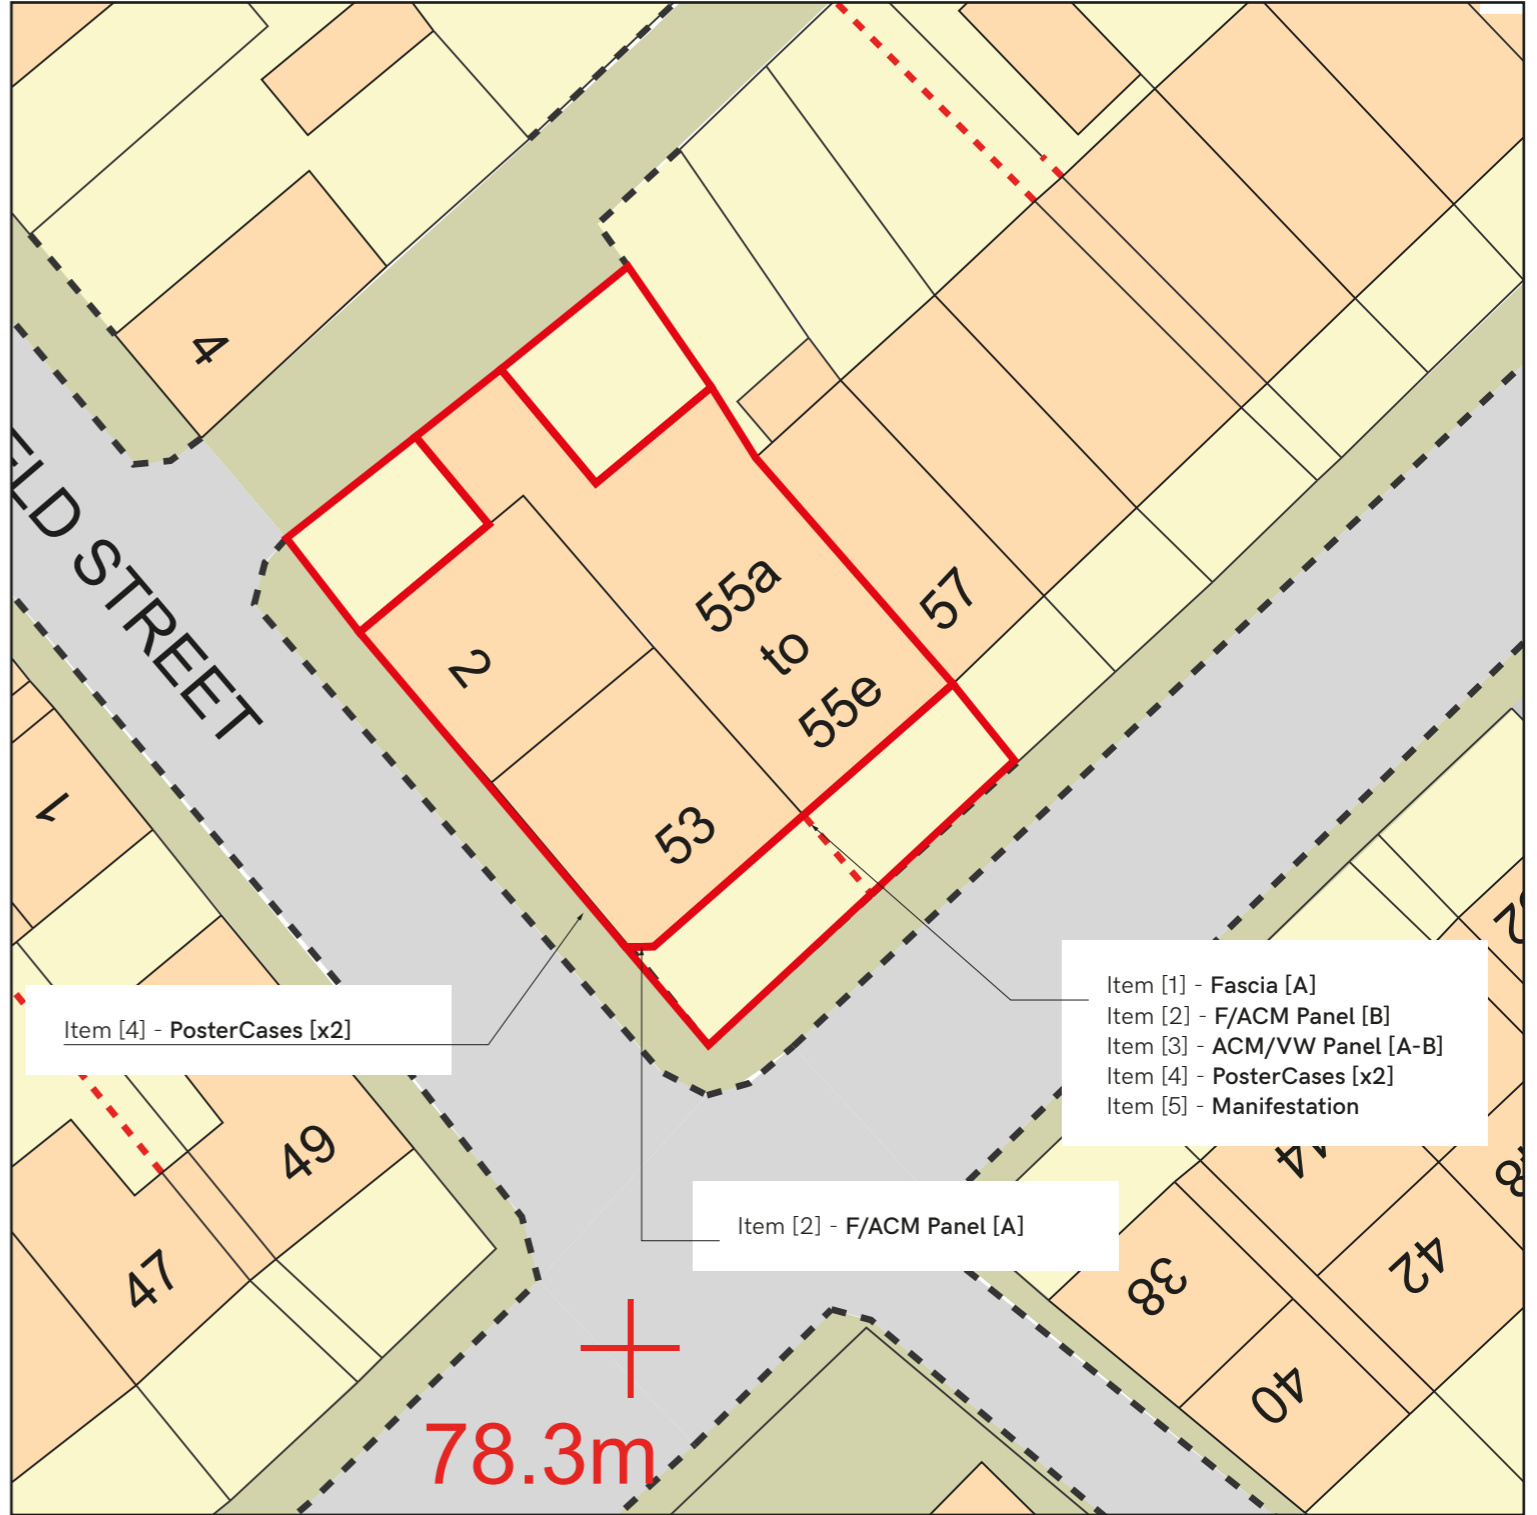 4
ELD STREET
2
55a
to
55e
57
53
1
Item [4] - PosterCases [x2]
Item [1] - Fascia [A]
Item [2] - F/ACM Panel [B]
Item [3] - ACM/VW Panel [A-B]
Item [4] - PosterCases [x2]
Item [5] - Manifestation
49
47
Item [2] - F/ACM Panel [A]
38
42
40
78.3m